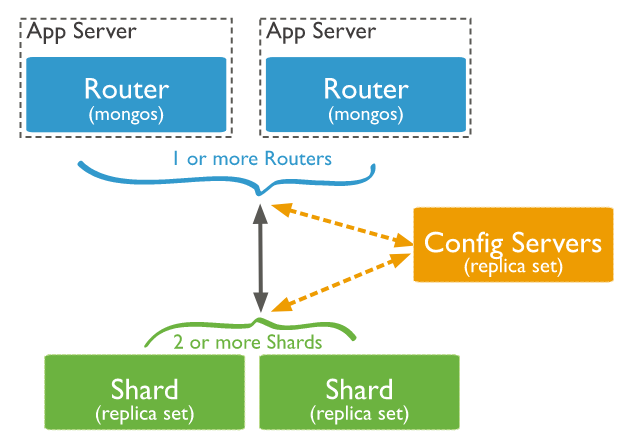 App Server
App Server
Router
(mongos)
Router
(mongos)
1 or more Routers
Config Servers
(replica set)
2 or more Shards
Shard
(replica set)
Shard
(replica set)